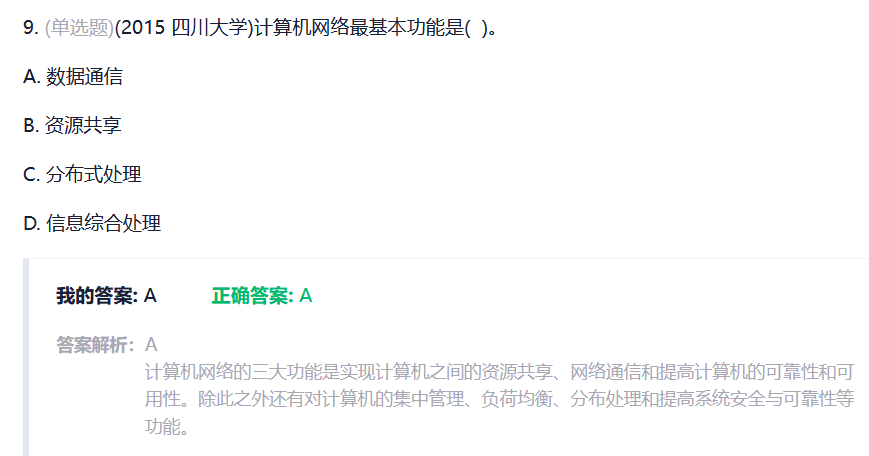 9. (单选题)(2015 四川大学)计算机网络最基本功能是( )。
A. 数据通信
B. 资源共享
C. 分布式处理
D. 信息综合处理
我的答案: A 正确答案: A
答案解析： A
计算机网络的三大功能是实现计算机之间的资源共享、网络通信和提高计算机的可靠性和可
用性。除此之外还有对计算机的集中管理、负荷均衡、分布处理和提高系统安全与可靠性等
功能。